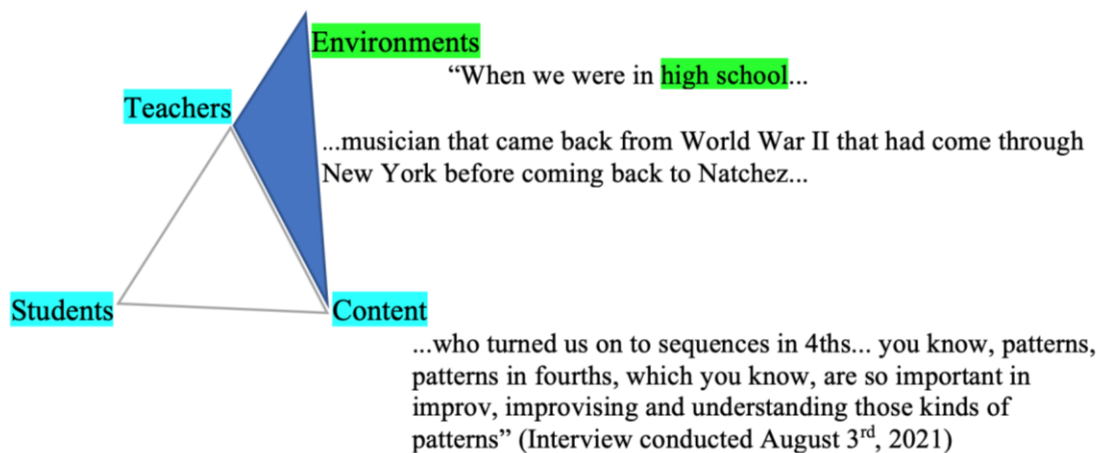 Environments
“When we were in high school...
Teachers
...musician that came back from World War II that had come through
New York before coming back to Natchez...
Students
Content
...who turned us on to sequences in 4ths... you know, patterns,
patterns in fourths, which you know, are so important in
improv, improvising and understanding those kinds of
patterns” (Interview conducted August 3rd, 2021)